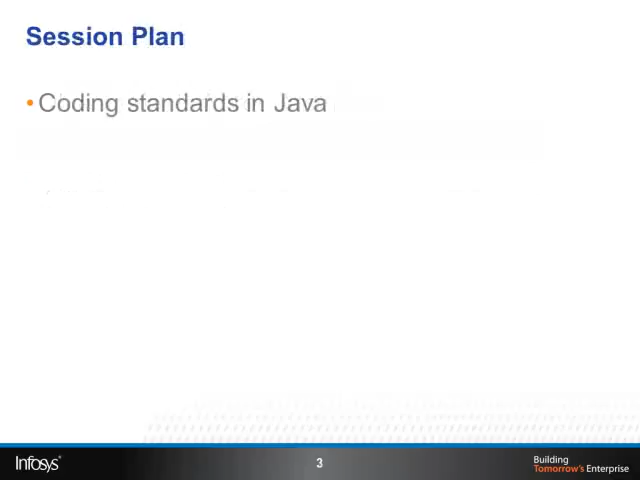 Session Plan
• Coding standards in Java
Infosys®
3
Building
Tomorrow's Enterprise